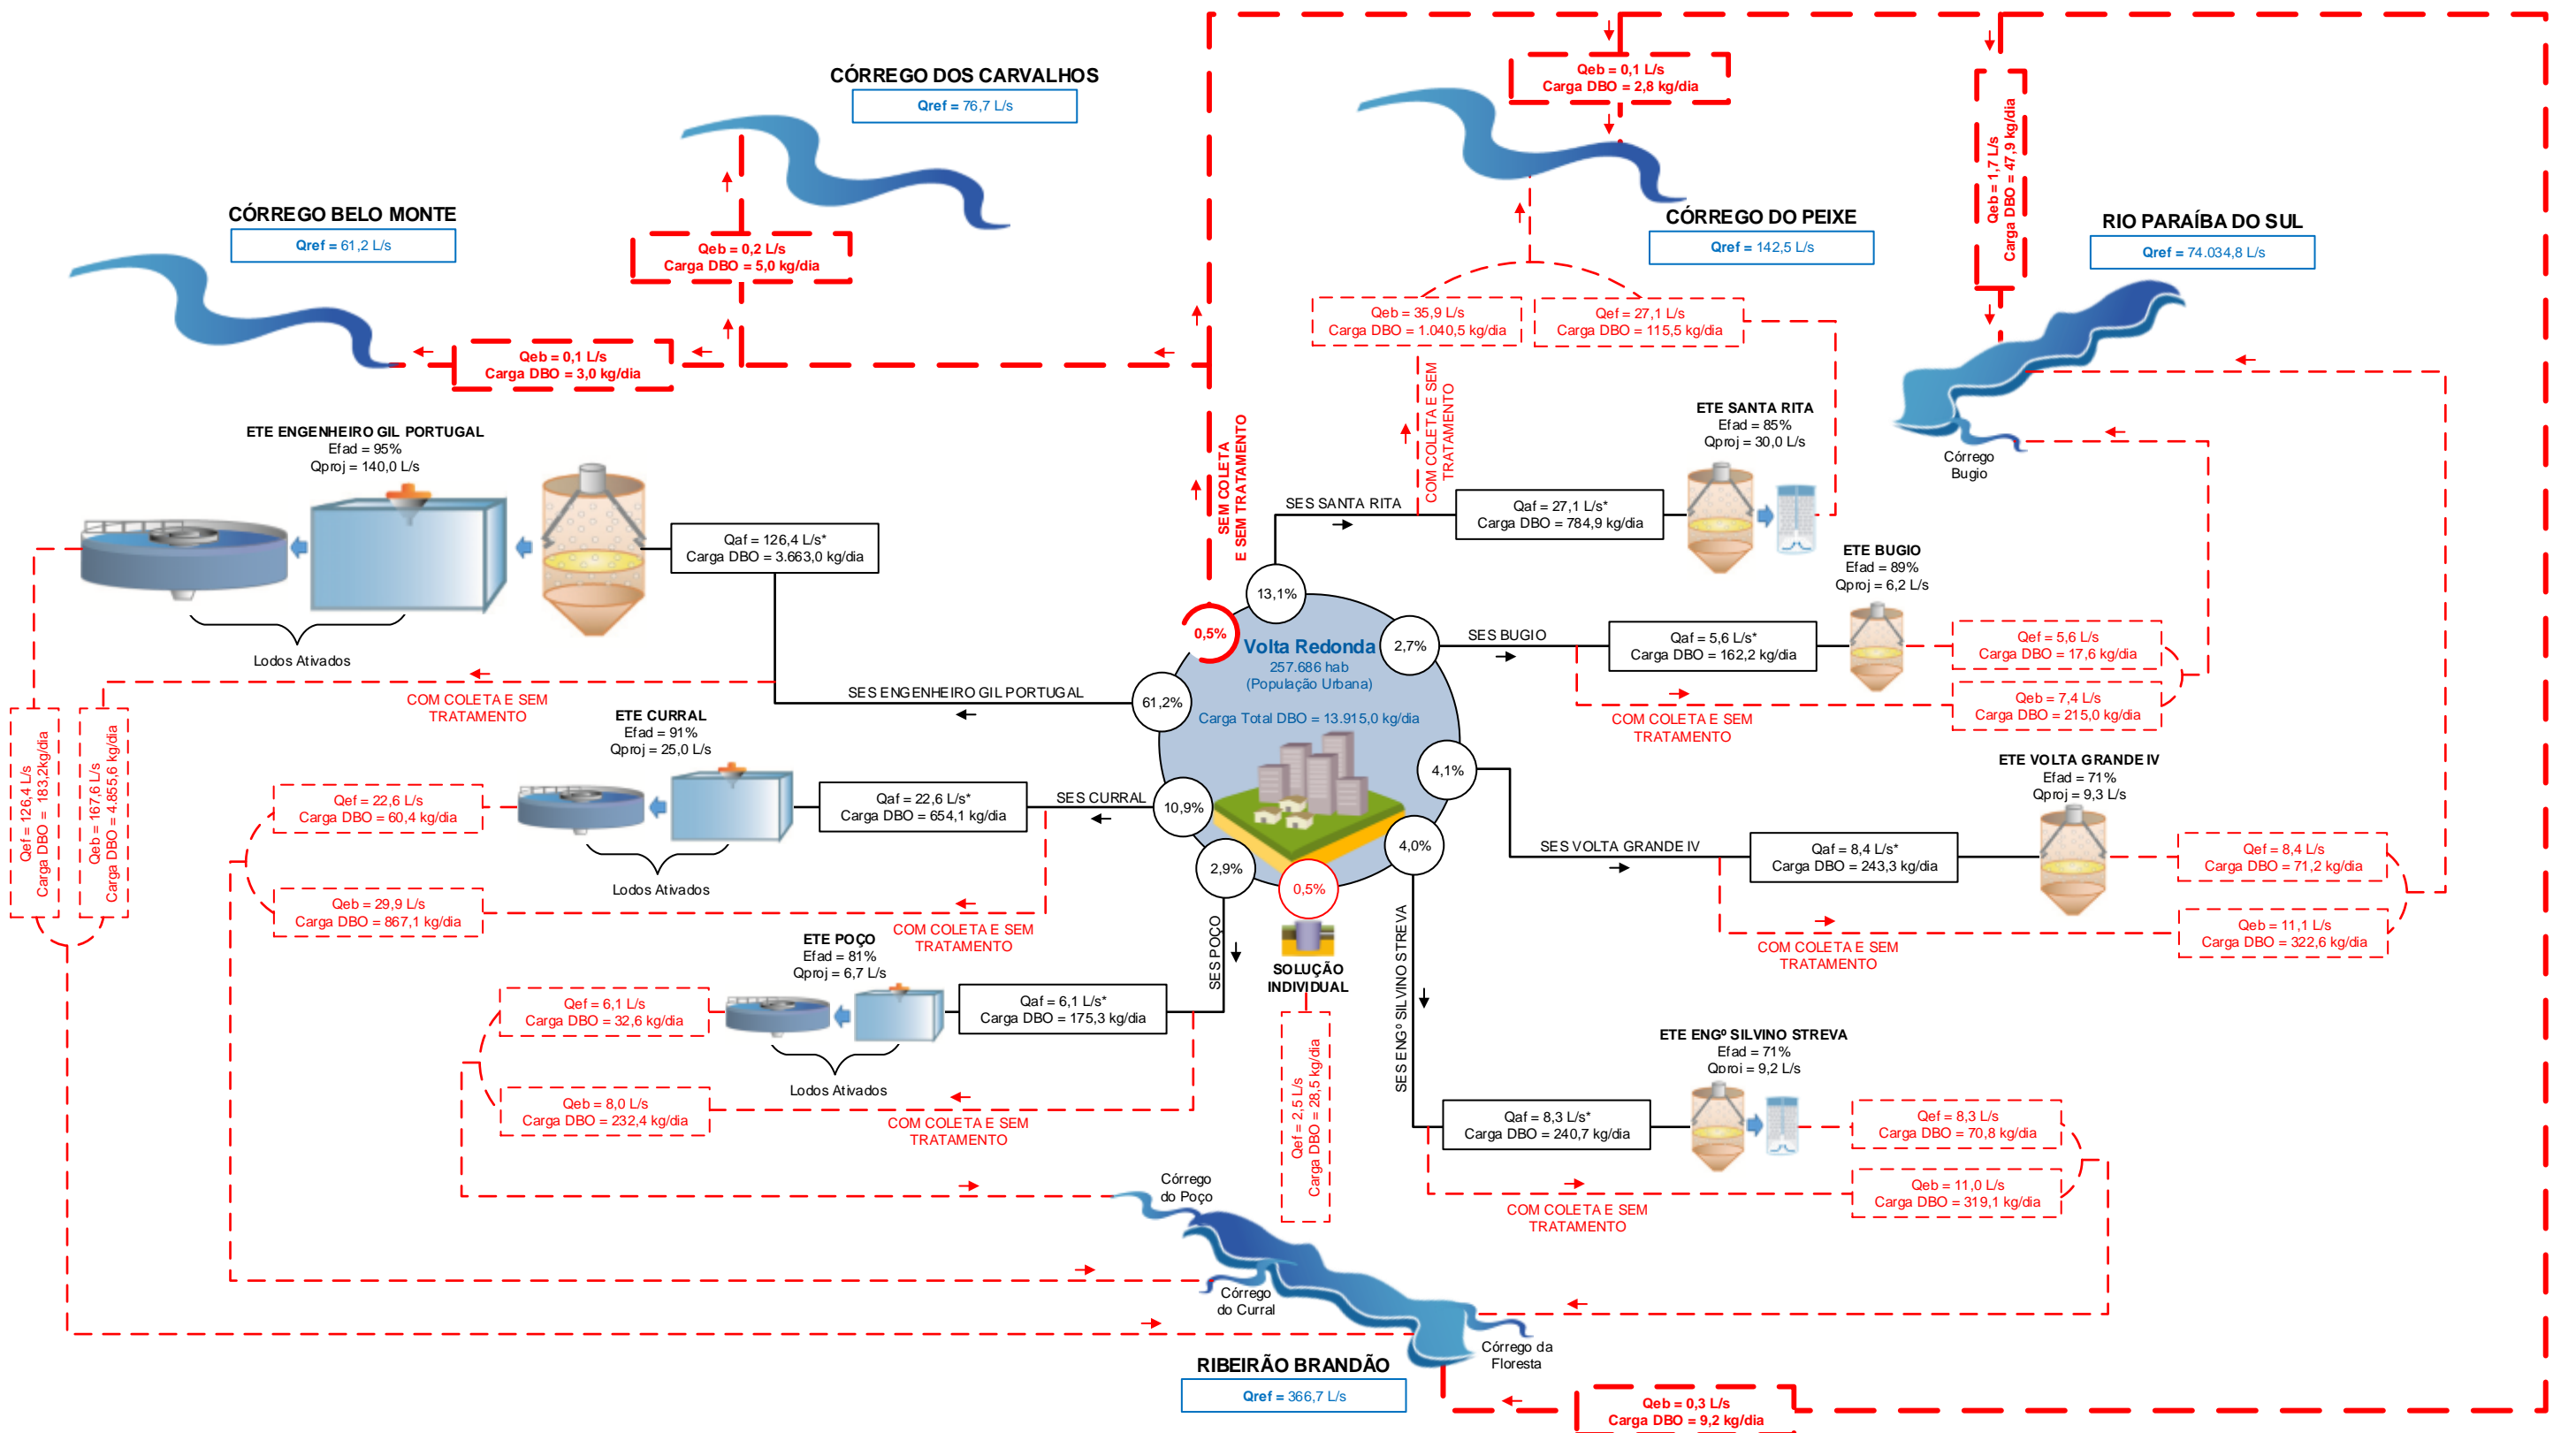 CÓRREGO DOS CARVALHOS
Qref = 76,7 L/s
Qeb = 0,1 L/s
Carga DBO = 2,8 kg/dia
Qeb = 1,7 L/s
Carga DBO = 47,9 kg/dia
CÓRREGO BELO MONTE
Qref = 61,2 L/s
Qeb = 0,2 L/s
Carga DBO = 5,0 kg/dia
CÓRREGO DO PEIXE
Qref = 142,5 L/s
RIO PARAÍBA DO SUL
Qref = 74.034,8 L/s
Qeb = 0,1 L/s
Carga DBO = 3,0 kg/dia
Qeb = 35,9 L/s
Carga DBO = 1.040,5 kg/dia
Qef = 27,1 L/s
Carga DBO = 115,5 kg/dia
ETE ENGENHEIRO GIL PORTUGAL
Efad = 95%
Qproj = 140,0 L/s
SEM COLETA
E SEM TRATAMENTO
COM COLETA E SEM
TRATAMENTO
ETE SANTA RITA
Efad = 85%
Qproj = 30,0 L/s
Córrego
Bugio
SES SANTA RITA
Qaf = 27,1 L/s*
Carga DBO = 784,9 kg/dia
Qaf = 126,4 L/s*
Carga DBO = 3.663,0 kg/dia
Lodos Ativados
ETE BUGIO
Efad = 89%
Qproj = 6,2 L/s
13,1%
0,5%
Volta Redonda
257.686 hab
(População Urbana)
Carga Total DBO = 13.915,0 kg/dia
2,7%
SES BUGIO
Qaf = 5,6 L/s*
Carga DBO = 162,2 kg/dia
Qef = 5,6 L/s
Carga DBO = 17,6 kg/dia
Qeb = 7,4 L/s
Carga DBO = 215,0 kg/dia
COM COLETA E SEM
TRATAMENTO
COM COLETA E SEM
TRATAMENTO
SES ENGENHEIRO GIL PORTUGAL
61,2%
Qef = 126,4 L/s
Carga DBO = 183,2kg/dia
Qeb = 167,6 L/s
Carga DBO = 4.855,6 kg/dia
ETE CURRAL
Efad = 91%
Qproj = 25,0 L/s
Qef = 22,6 L/s
Carga DBO = 60,4 kg/dia
Qaf = 22,6 L/s*
Carga DBO = 654,1 kg/dia
SES CURRAL
10,9%
Lodos Ativados
Qeb = 29,9 L/s
Carga DBO = 867,1 kg/dia
COM COLETA E SEM
TRATAMENTO
4,1%
ETE VOLTA GRANDE IV
Efad = 71%
Qproj = 9,3 L/s
SES VOLTA GRANDE IV
Qaf = 8,4 L/s*
Carga DBO = 243,3 kg/dia
Qef = 8,4 L/s
Carga DBO = 71,2 kg/dia
Qeb = 11,1 L/s
Carga DBO = 322,6 kg/dia
COM COLETA E SEM
TRATAMENTO
4,0%
2,9%
0,5%
SES POÇO
SOLUÇÃO
INDIVIDUAL
Qef = 2,5 L/s
Carga DBO = 28,5 kg/dia
SES ENGº SILVINO STREVA
ETE POÇO
Efad = 81%
Qproj = 6,7 L/s
Qef = 6,1 L/s
Carga DBO = 32,6 kg/dia
Qaf = 6,1 L/s*
Carga DBO = 175,3 kg/dia
Lodos Ativados
Qeb = 8,0 L/s
Carga DBO = 232,4 kg/dia
COM COLETA E SEM
TRATAMENTO
ETE ENGº SILVINO STREVA
Efad = 71%
Qproj = 9,2 L/s
Qaf = 8,3 L/s*
Carga DBO = 240,7 kg/dia
Qef = 8,3 L/s
Carga DBO = 70,8 kg/dia
Qeb = 11,0 L/s
Carga DBO = 319,1 kg/dia
COM COLETA E SEM
TRATAMENTO
Córrego
do Poço
Córrego
do Curral
Córrego da
Floresta
RIBEIRÃO BRANDÃO
Qref = 366,7 L/s
Qeb = 0,3 L/s
Carga DBO = 9,2 kg/dia